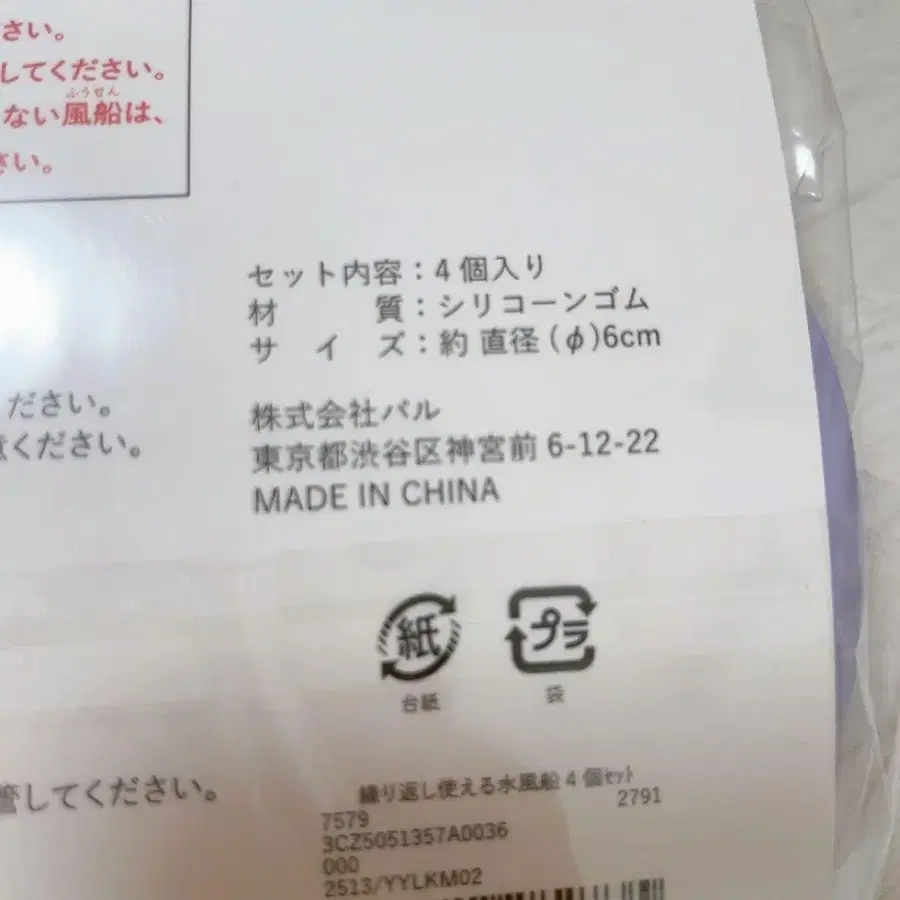 さい。
してください。
ふうせん
ない風船は、
さい。
セット内容：4個入り
材　質：シリコーンゴム
サ イ ズ：約 直径（φ)6cm
ください。
意ください。
株式会社パル
東京都渋谷区神宮前 6-12-22
MADE IN CHINA
紙
プラ
台紙
袋
管してください。
繰り返し使える水風船４個ｾｯﾄ
7579 2791
3CZ5051357A0036
000
2513/YYLKM02